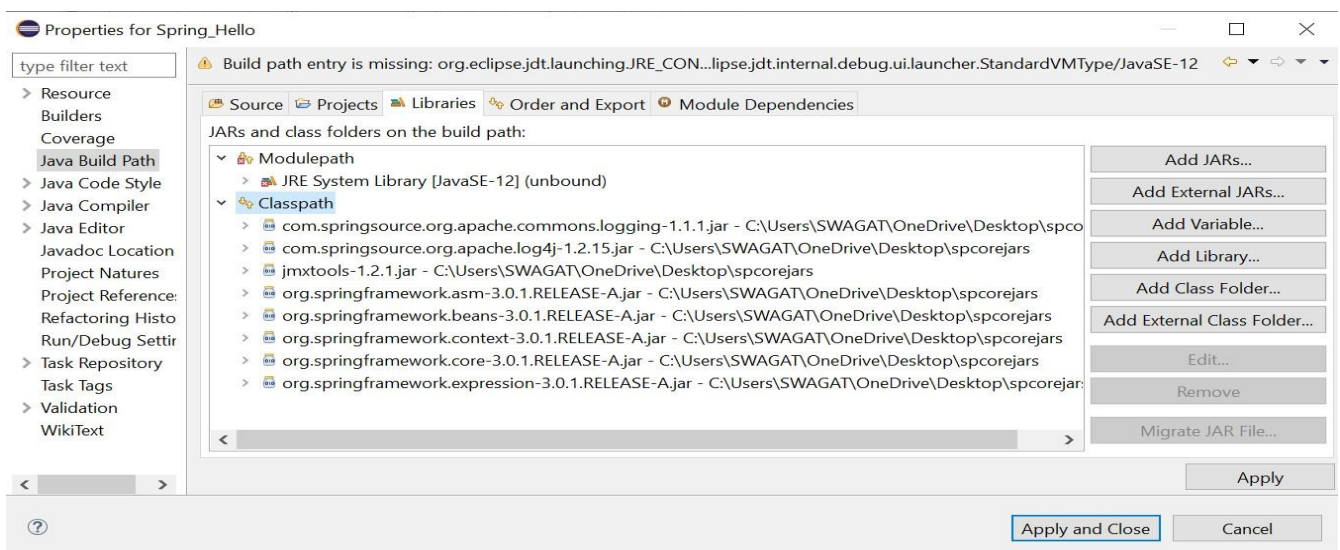 Properties for Spring_Hello
type filter text
Build path entry is missing: org.eclipse.jdt.launching.JRE_CON...lipse.jdt.internal.debug.ui.launcher.StandardVMType/JavaSE-12
Resource
Builders
Coverage
Java Build Path
Java Code Style
Java Compiler
Java Editor
Javadoc Location
Project Natures
Project Reference:
Refactoring Histo
Run/Debug Settir
Task Repository
Task Tags
Validation
WikiText
Source Projects Libraries Order and Export Module Dependencies
JARs and class folders on the build path:
Modulepath
JRE System Library [JavaSE-12] (unbound)
Classpath
com.springsource.org.apache.commons.logging-1.1.1.jar - C:\Users\SWAGAT\OneDrive\Desktop\spco
com.springsource.org.apache.log4j-1.2.15.jar - C:\Users\SWAGAT\OneDrive\Desktop\spcorejars
jmxtools-1.2.1.jar - C:\Users\SWAGAT\OneDrive\Desktop\spcorejars
org.springframework.asm-3.0.1.RELEASE-A.jar - C:\Users\SWAGAT\OneDrive\Desktop\spcorejars
org.springframework.beans-3.0.1.RELEASE-A.jar - C:\Users\SWAGAT\OneDrive\Desktop\spcorejars
org.springframework.context-3.0.1.RELEASE-A.jar - C:\Users\SWAGAT\OneDrive\Desktop\spcorejars
org.springframework.core-3.0.1.RELEASE-A.jar - C:\Users\SWAGAT\OneDrive\Desktop\spcorejars
org.springframework.expression-3.0.1.RELEASE-A.jar - C:\Users\SWAGAT\OneDrive\Desktop\spcorejar:
Add JARs...
Add External JARs...
Add Variable...
Add Library...
Add Class Folder...
Add External Class Folder...
Edit...
Remove
Migrate JAR File...
Apply
Apply and Close Cancel